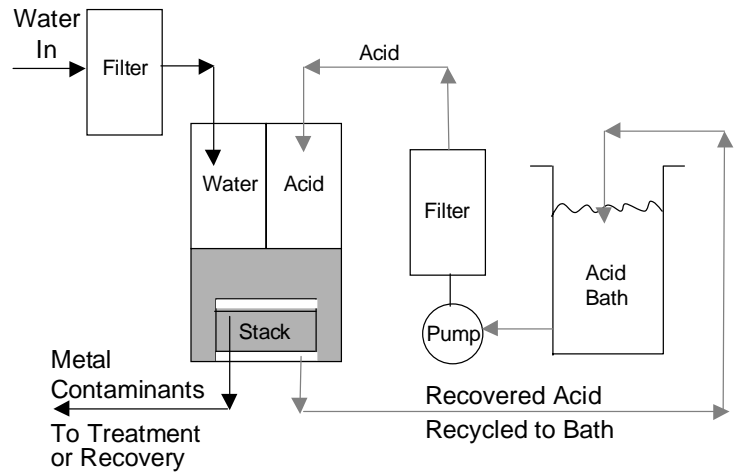 Water
In
Filter
Acid
Water
Acid
Filter
Acid
Bath
Stack
Pump
Metal
Contaminants
To Treatment
or Recovery
Recovered Acid
Recycled to Bath